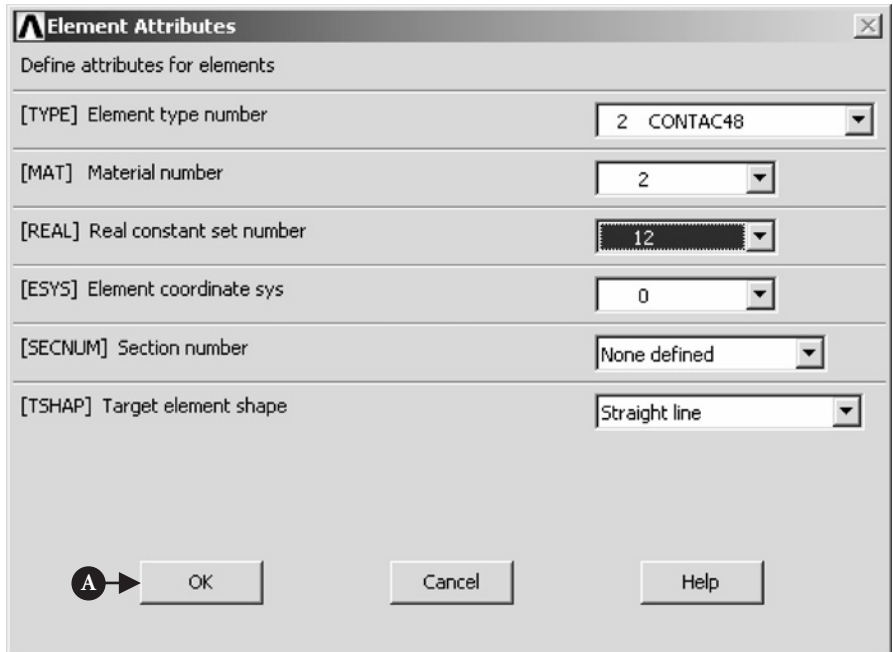 Element Attributes
Define attributes for elements
[TYPE] Element type number 2 CONTAC48
[MAT] Material number 2
[REAL] Real constant set number 12
[ESYS] Element coordinate sys 0
[SECNUM] Section number None defined
[TSHAP] Target element shape Straight line
A OK Cancel Help